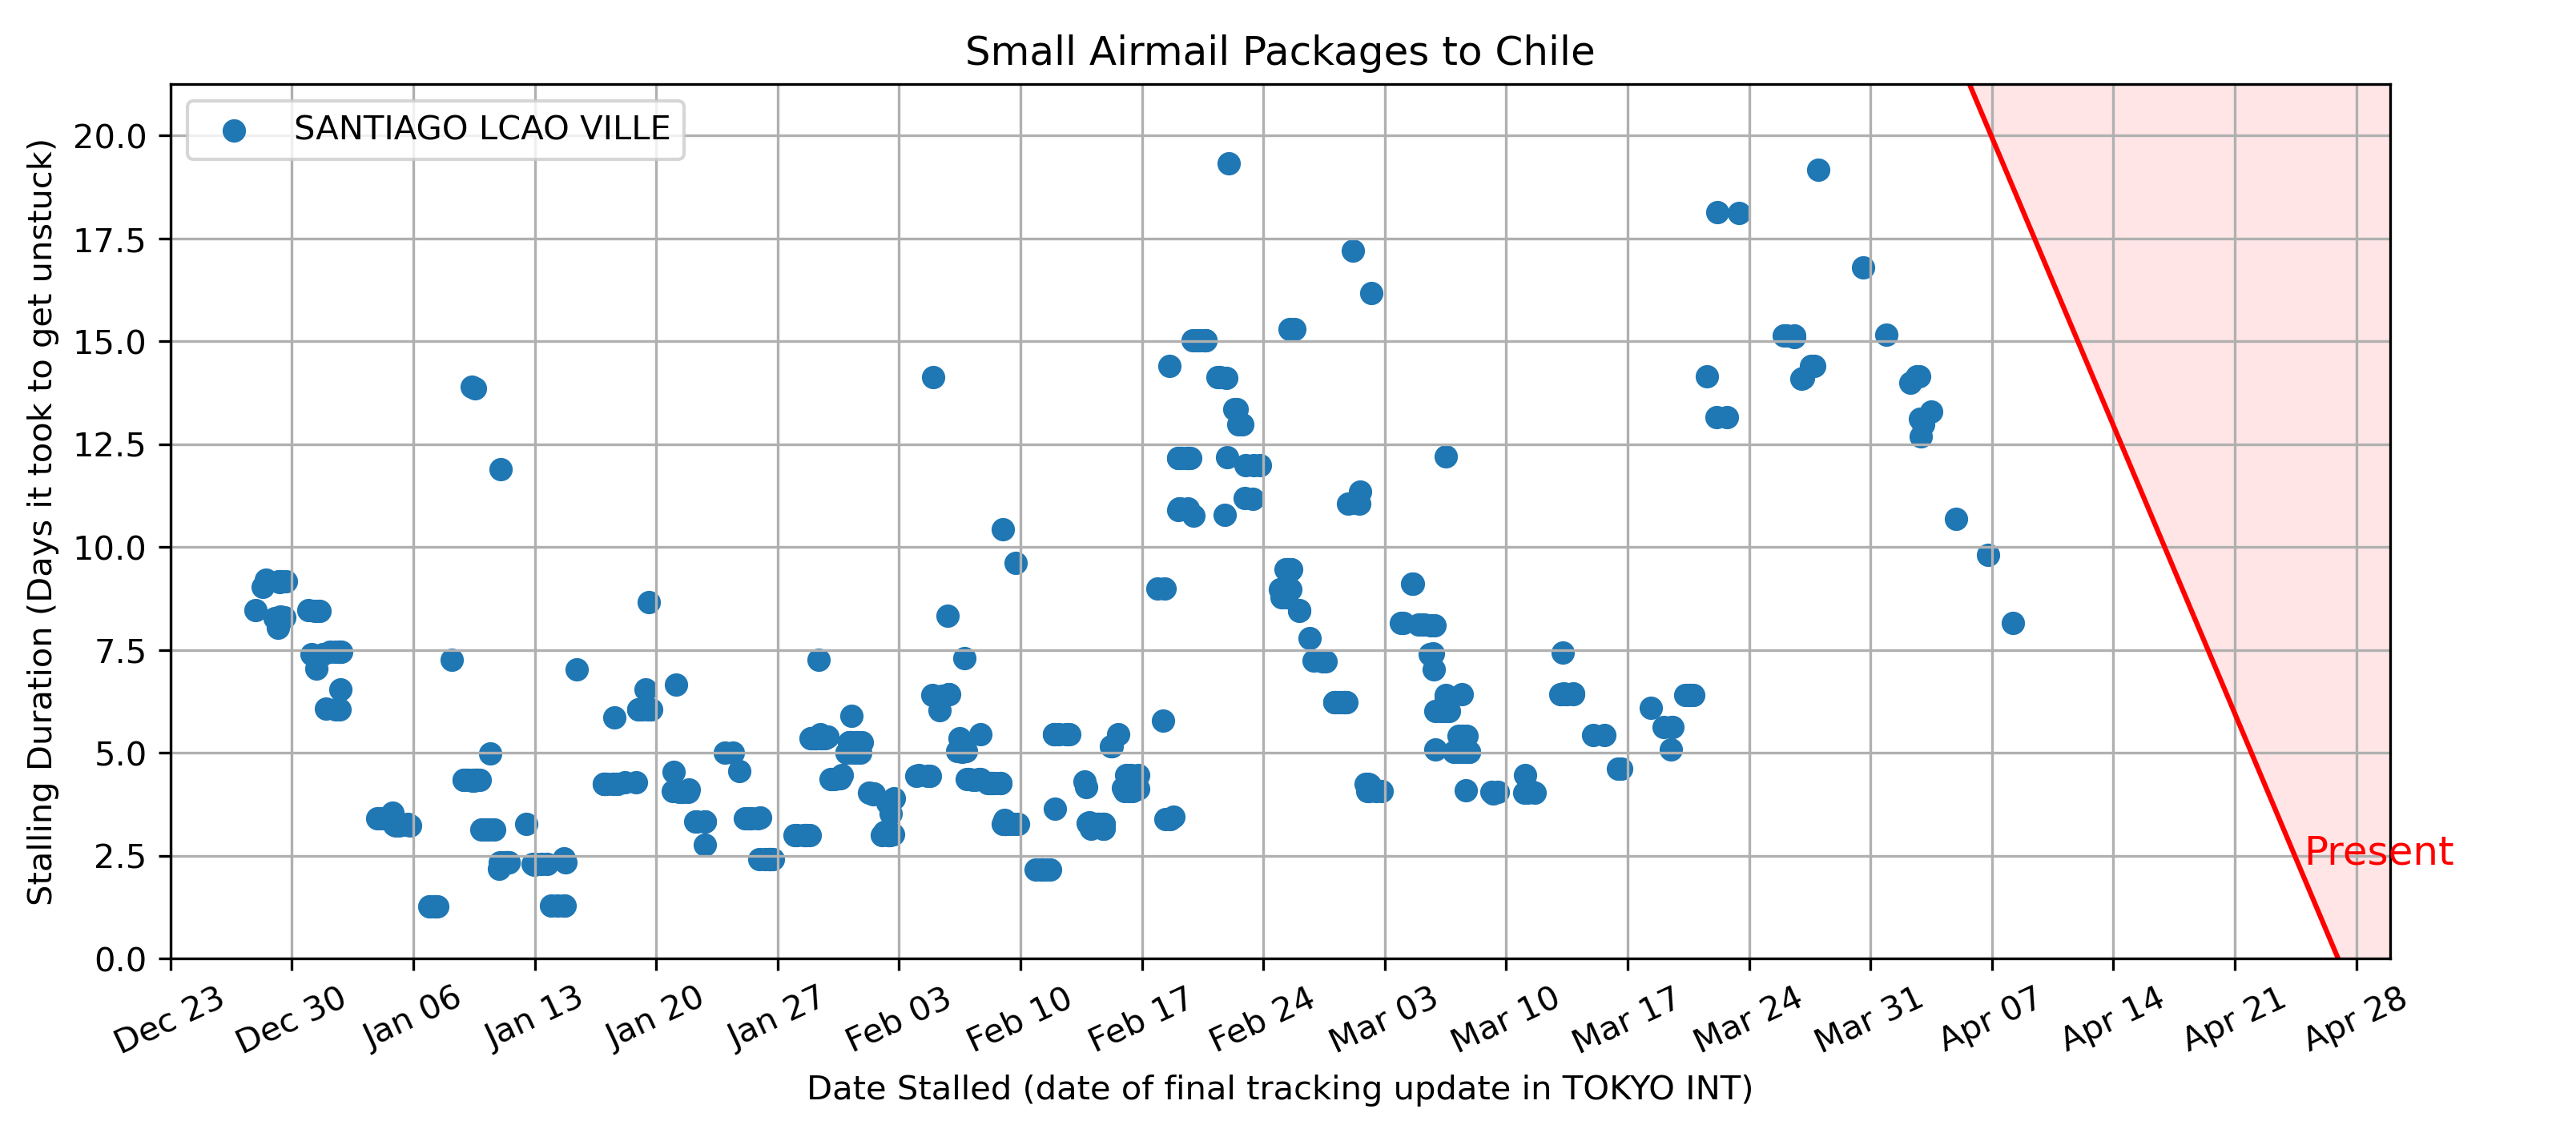 Small Airmail Packages to Chile
SANTIAGO LCAO VILLE
Stalling Duration (Days it took to get unstuck)
20.0
17.5
15.0
12.5
10.0
7.5
5.0
2.5
0.0
Present
Dec 23
Dec 30
Jan 06
Jan 13
Jan 20
Jan 27
Feb 03
Feb 10
Feb 17
Feb 24
Mar 03
Mar 10
Mar 17
Mar 24
Mar 31
Apr 07
Apr 14
Apr 21
Apr 28
Date Stalled (date of final tracking update in TOKYO INT)